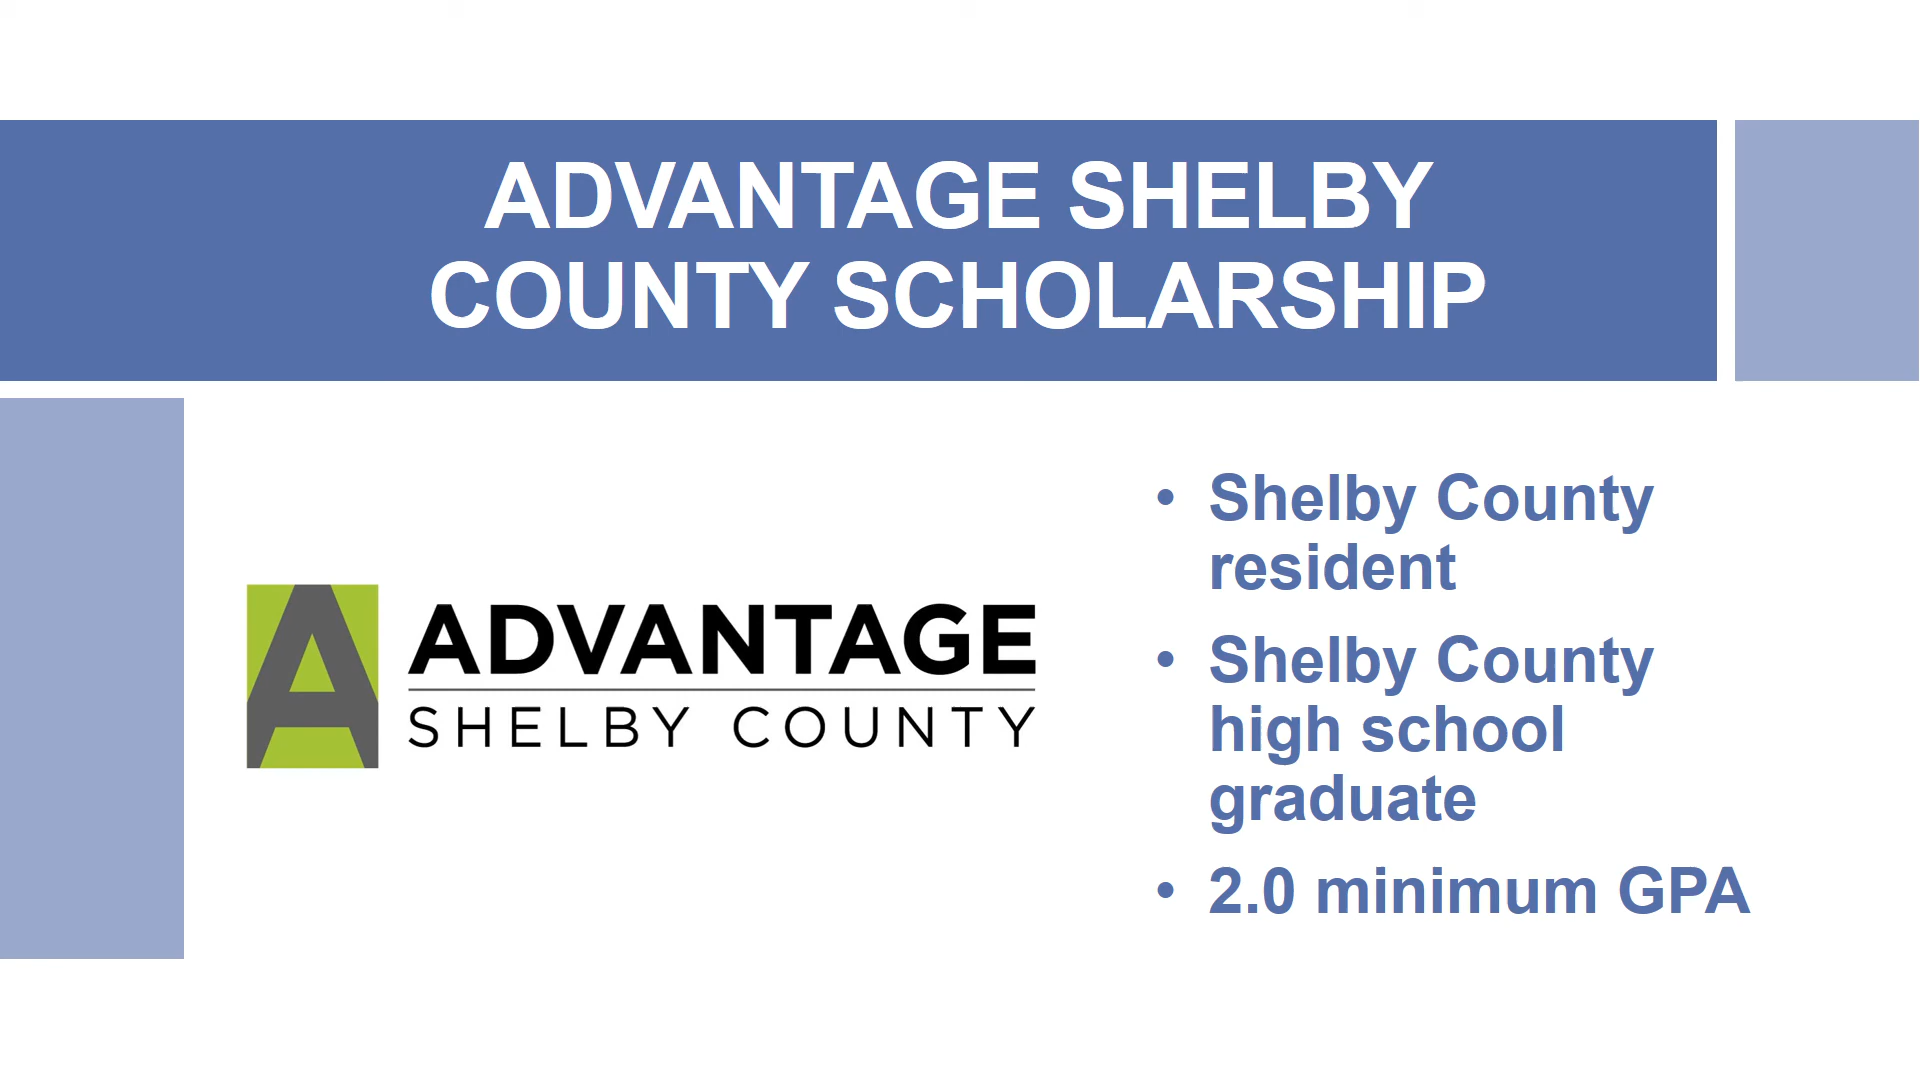 ADVANTAGE SHELBY
COUNTY SCHOLARSHIP
A ADVANTAGE
SHELBY COUNTY
• Shelby County
resident
• Shelby County
high school
graduate
• 2.0 minimum GPA